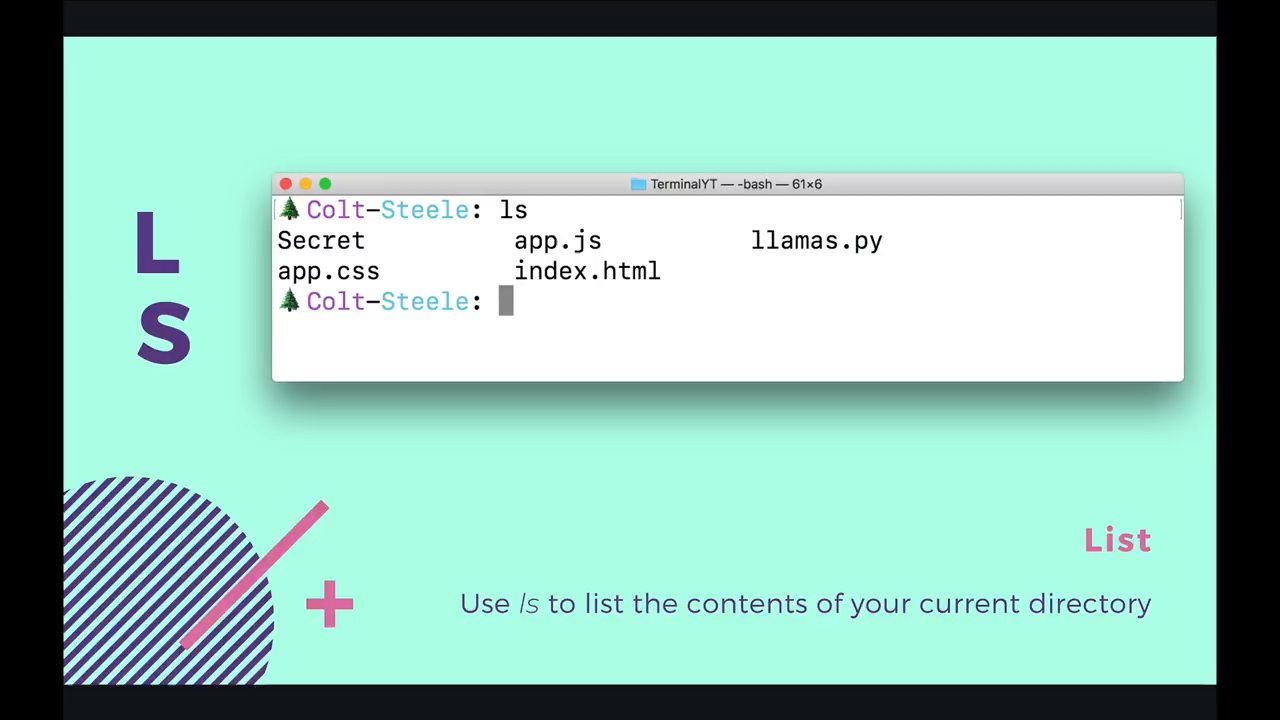 L
S
TerminalYT — -bash — 61×6
🌲Colt-Steele: ls
Secret app.js llamas.py
app.css index.html
🌲Colt-Steele:
List
Use ls to list the contents of your current directory